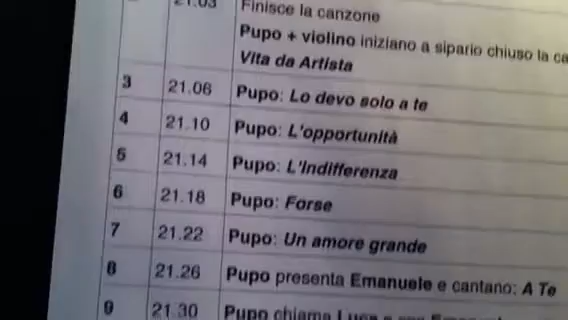 21.03 Finisce la canzone
Pupo + violino iniziano a sipario chiuso la
Vita da Artista
3 21.06 Pupo: Lo devo solo a te
4 21.10 Pupo: L'opportunità
5 21.14 Pupo: L'Indifferenza
6 21.18 Pupo: Forse
7 21.22 Pupo: Un amore grande
8 21.26 Pupo presenta Emanuele e cantano: A Te
9 21.30 Pupo chiama